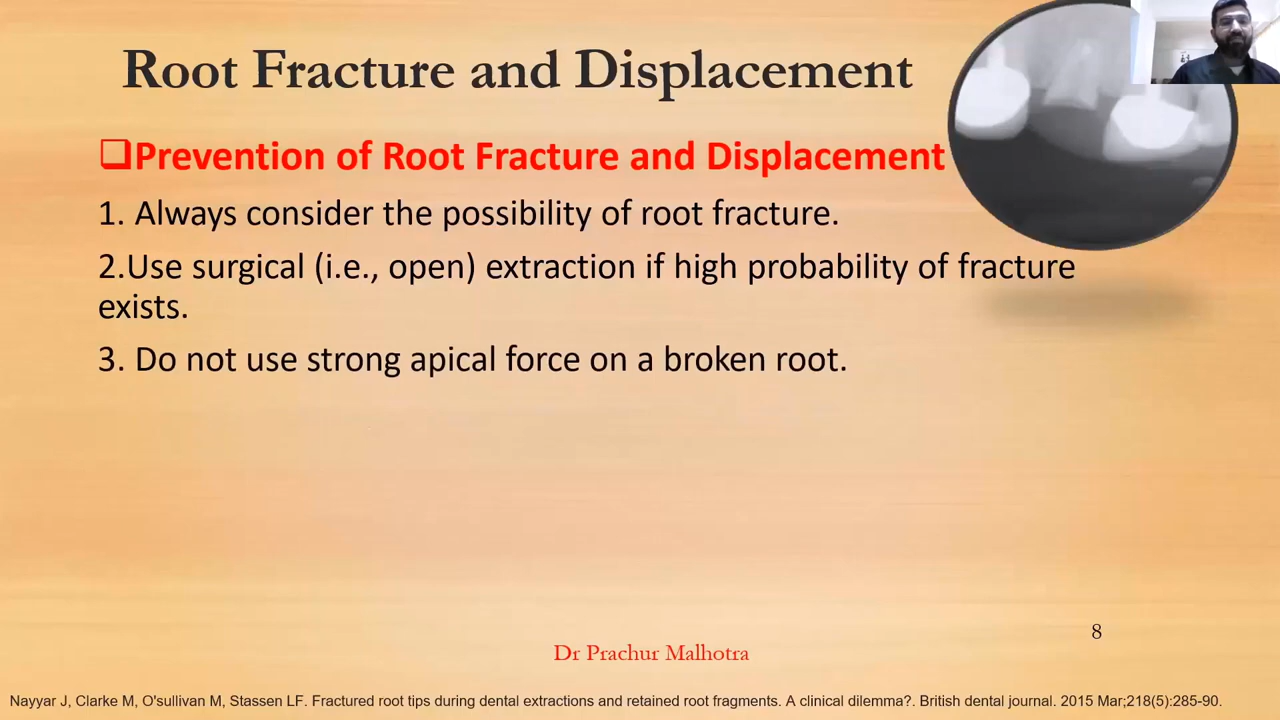 Root Fracture and Displacement
❑Prevention of Root Fracture and Displacement
1. Always consider the possibility of root fracture.
2.Use surgical (i.e., open) extraction if high probability of fracture
exists.
3. Do not use strong apical force on a broken root.
8
Dr Prachur Malhotra
Nayyar J, Clarke M, O'sullivan M, Stassen LF. Fractured root tips during dental extractions and retained root fragments. A clinical dilemma?. British dental journal. 2015 Mar;218(5):285-90.